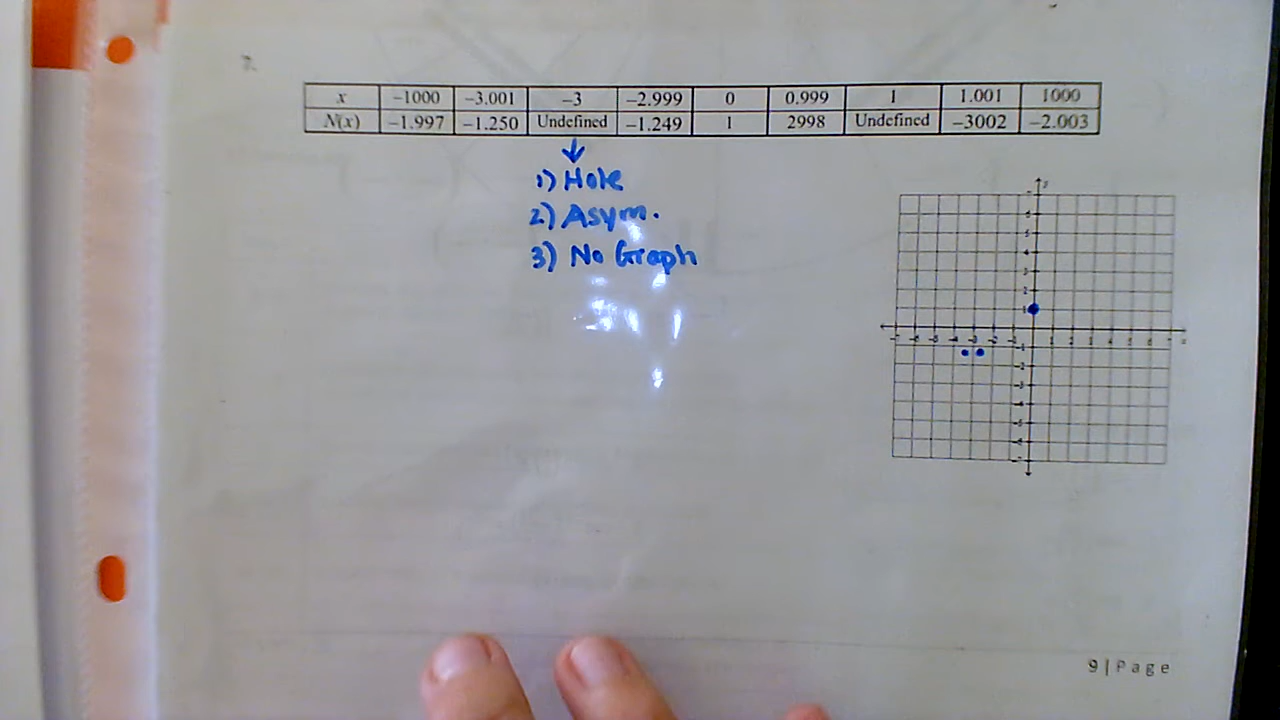 7.
x −1000 −3.001 −3 −2.999 0 0.999 1 1.001 1000
N(x) −1.997 −1.250 Undefined −1.249 1 2998 Undefined −3002 −2.003
1) Hole
2) Asym.
3) No Graph
9 | Page